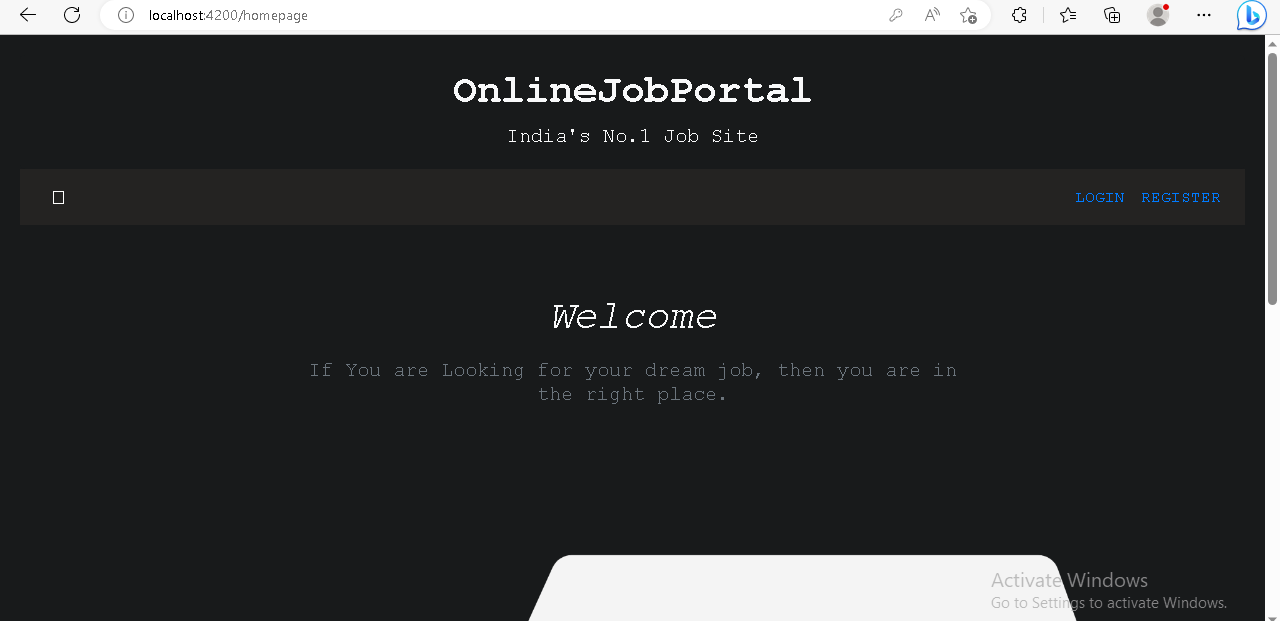 localhost:4200/homepage
OnlineJobPortal
India's No.1 Job Site
LOGIN REGISTER
Welcome
If You are Looking for your dream job, then you are in
the right place.
Activate Windows
Go to Settings to activate Windows.